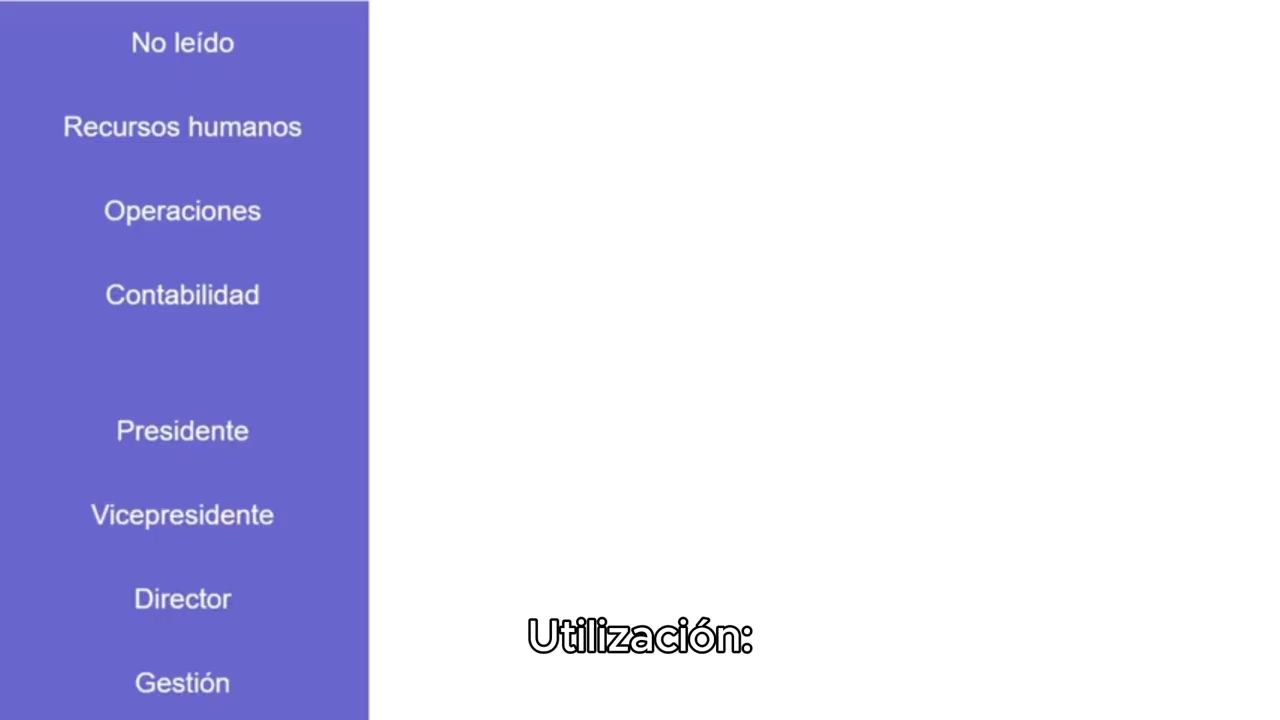 No leído
Recursos humanos
Operaciones
Contabilidad
Presidente
Vicepresidente
Director
Utilización:
Gestión